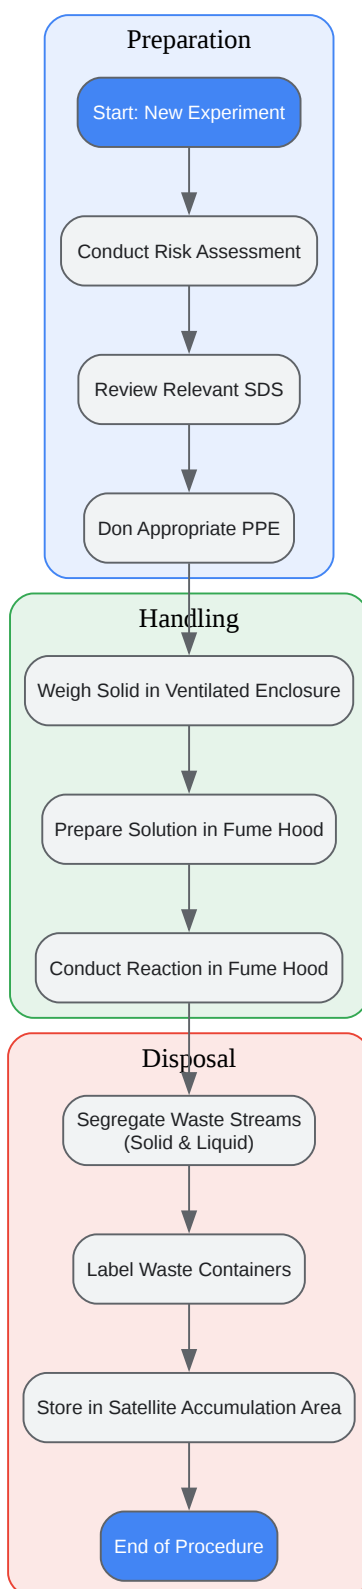 Preparation
Start: New Experiment
Conduct Risk Assessment
Review Relevant SDS
Don Appropriate PPE
Handling
Weigh Solid in Ventilated Enclosure
Prepare Solution in Fume Hood
Conduct Reaction in Fume Hood
Disposal
Segregate Waste Streams
(Solid & Liquid)
Label Waste Containers
Store in Satellite Accumulation Area
End of Procedure